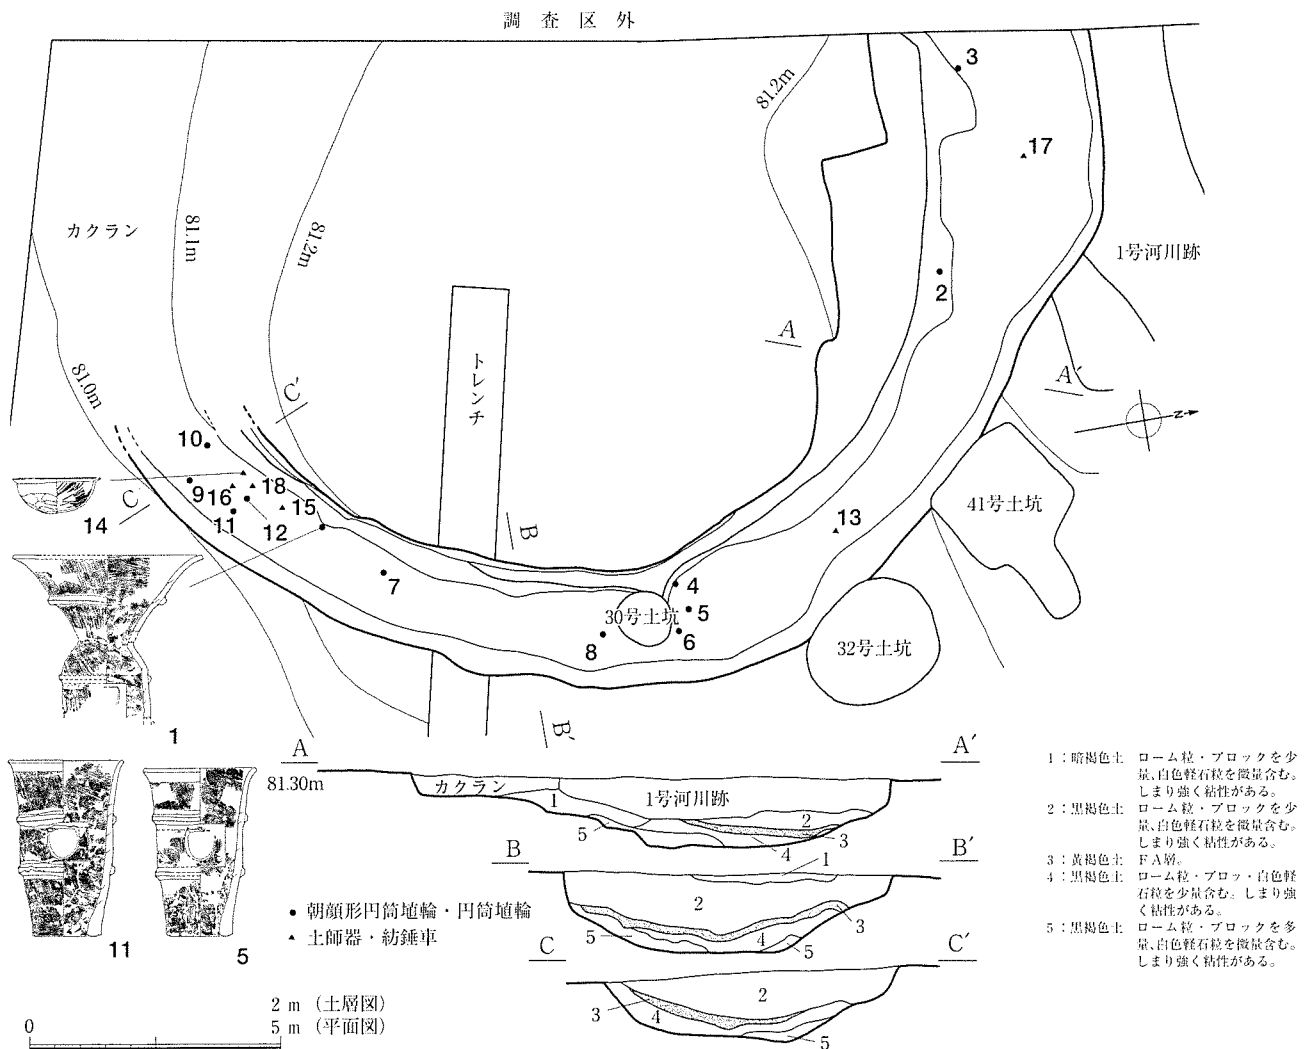 調査区外
3
81.2m
17
カクラン
81.1m
81.2m
1号河川跡
2
A
トレンチ
A′
C′
81.0m
Z
10
41号土坑
18
9
16
15
C
13
14
11
12
B
7
4
30号土坑
5
6
8
32号土坑
1
B′
A
A′
81.30m
カクラン
1
1号河川跡
2
5
3
4
B
B′
1
2
5
4
3
5
C
C′
2
3
4
5
11
5
● 朝顔形円筒埴輪・円筒埴輪
▲ 土師器・紡錘車
2 m (土層図)
5 m (平面図)
0
1：暗褐色土 ローム粒・ブロックを少
量、白色軽石粒を微量含む。
しまり強く粘性がある。
2：黒褐色土 ローム粒・ブロックを少
量、白色軽石粒を微量含む。
しまり強く粘性がある。
3：黄褐色土 FA層。
4：黒褐色土 ローム粒・ブロッ・白色軽
石粒を少量含む。しまり強
く粘性がある。
5：黒褐色土 ローム粒・ブロックを多
量、白色軽石粒を微量含む。
しまり強く粘性がある。